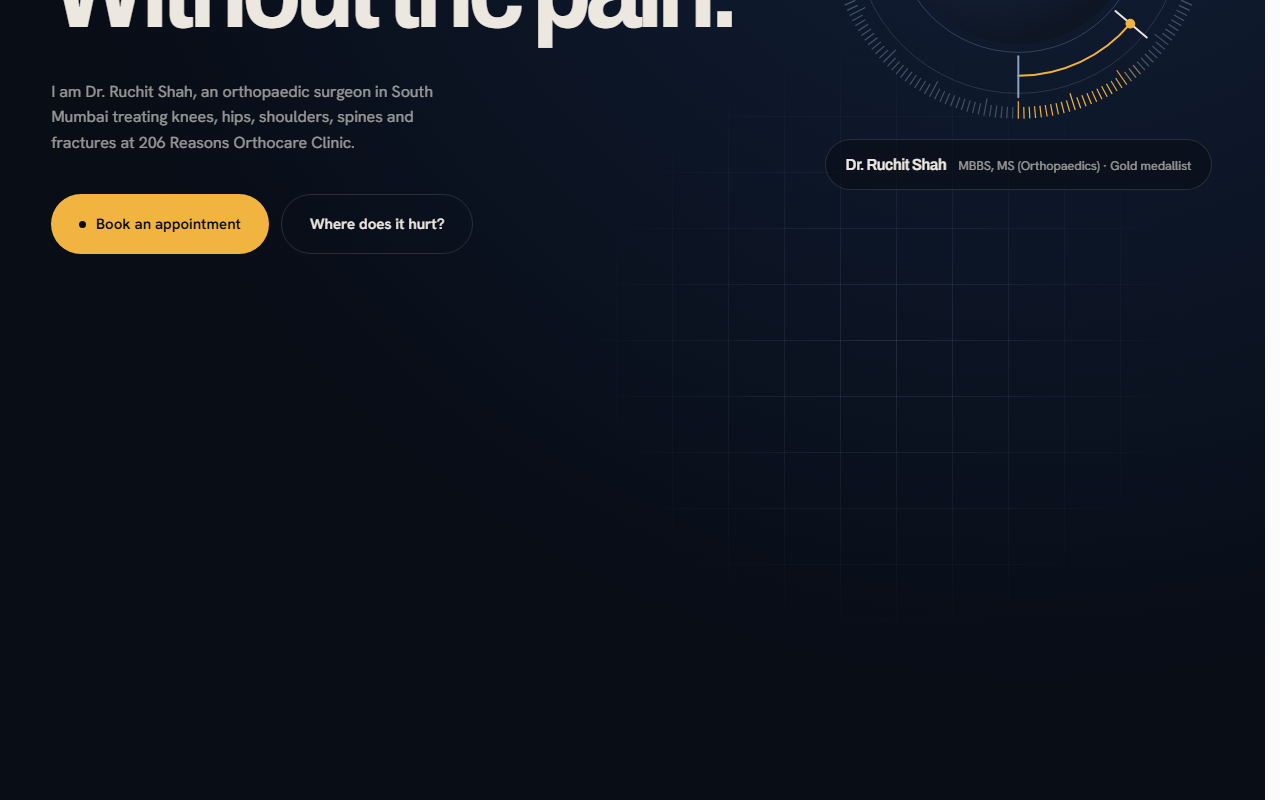 Without the pain.
I am Dr. Ruchit Shah, an orthopaedic surgeon in South
Mumbai treating knees, hips, shoulders, spines and
fractures at 206 Reasons Orthocare Clinic.
Dr. Ruchit Shah MBBS, MS (Orthopaedics) · Gold medallist
Book an appointment
Where does it hurt?